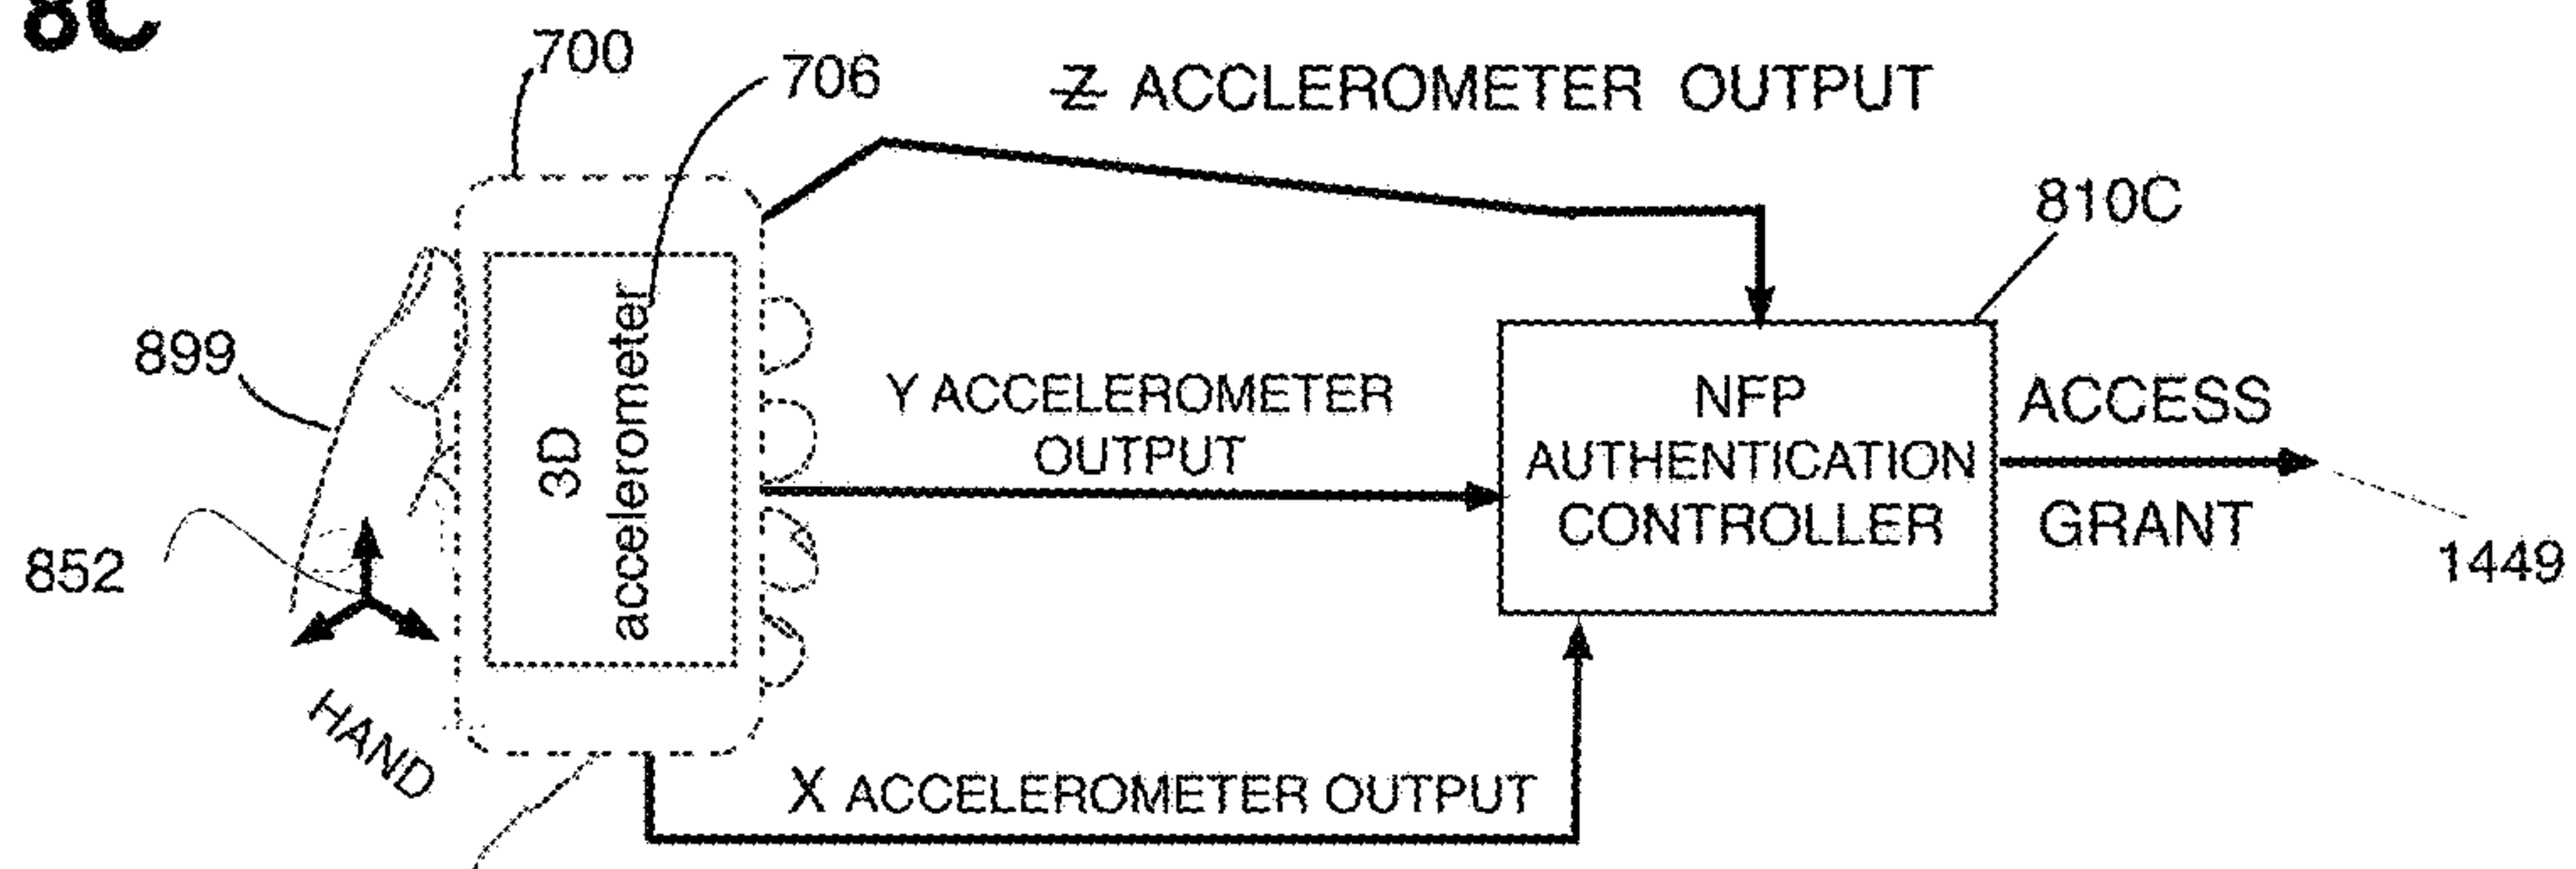 8C
700
706
Z ACCLEROMETER OUTPUT
810C
899
3D
accelerometer
Y ACCELEROMETER
OUTPUT
NFP
AUTHENTICATION
CONTROLLER
ACCESS
GRANT
852
1449
HAND
X ACCELEROMETER OUTPUT